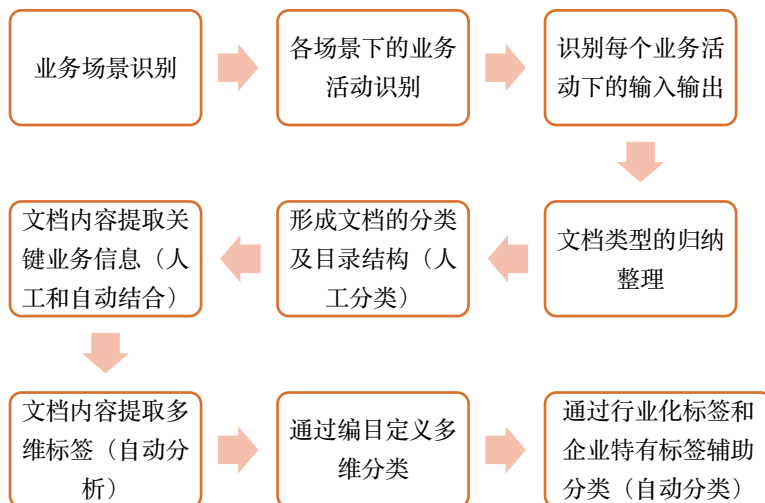 业务场景识别
各场景下的业务
活动识别
识别每个业务活
动下的输入输出
文档类型的归纳
整理
形成文档的分类
及目录结构（人
工分类）
文档内容提取关
键业务信息（人
工和自动结合）
文档内容提取多
维标签（自动分
析）
通过编目定义多
维分类
通过行业化标签和
企业特有标签辅助
分类（自动分类）